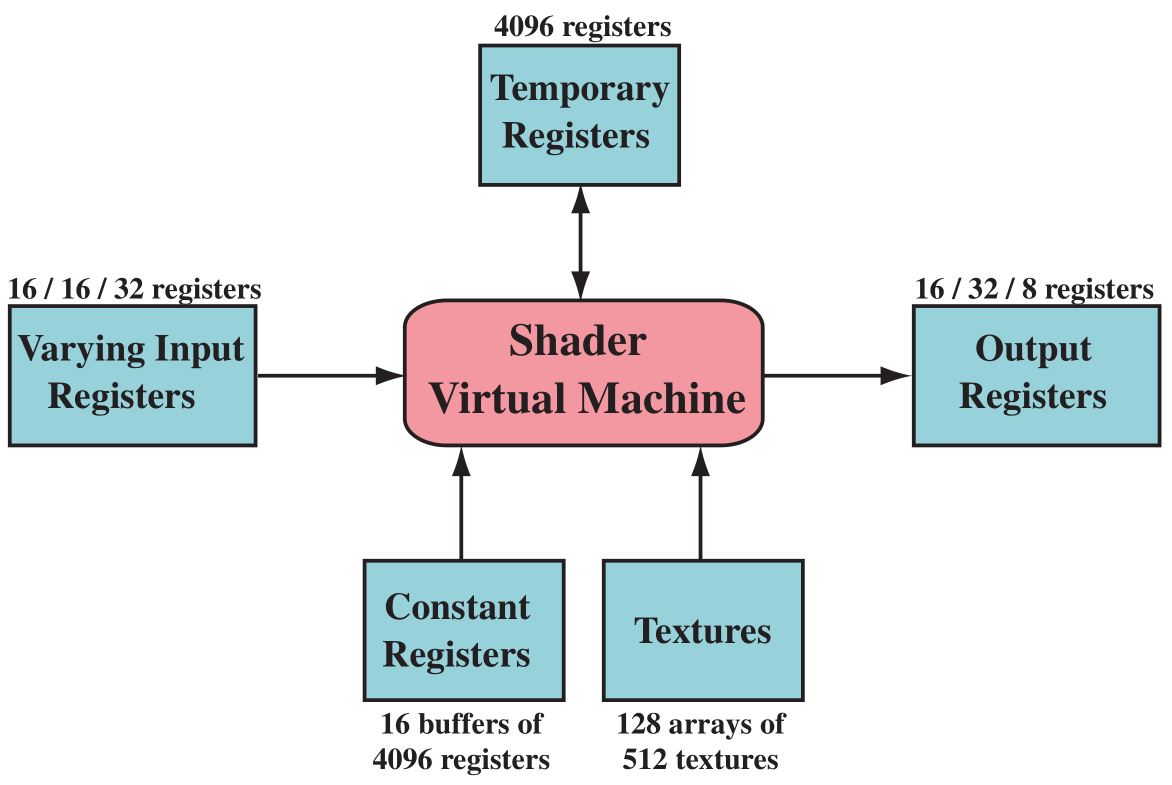 4096 registers
Temporary
Registers
16 / 16 / 32 registers
Varying Input
Registers
Shader
Virtual Machine
16 / 32 / 8 registers
Output
Registers
Constant
Registers
16 buffers of
4096 registers
Textures
128 arrays of
512 textures